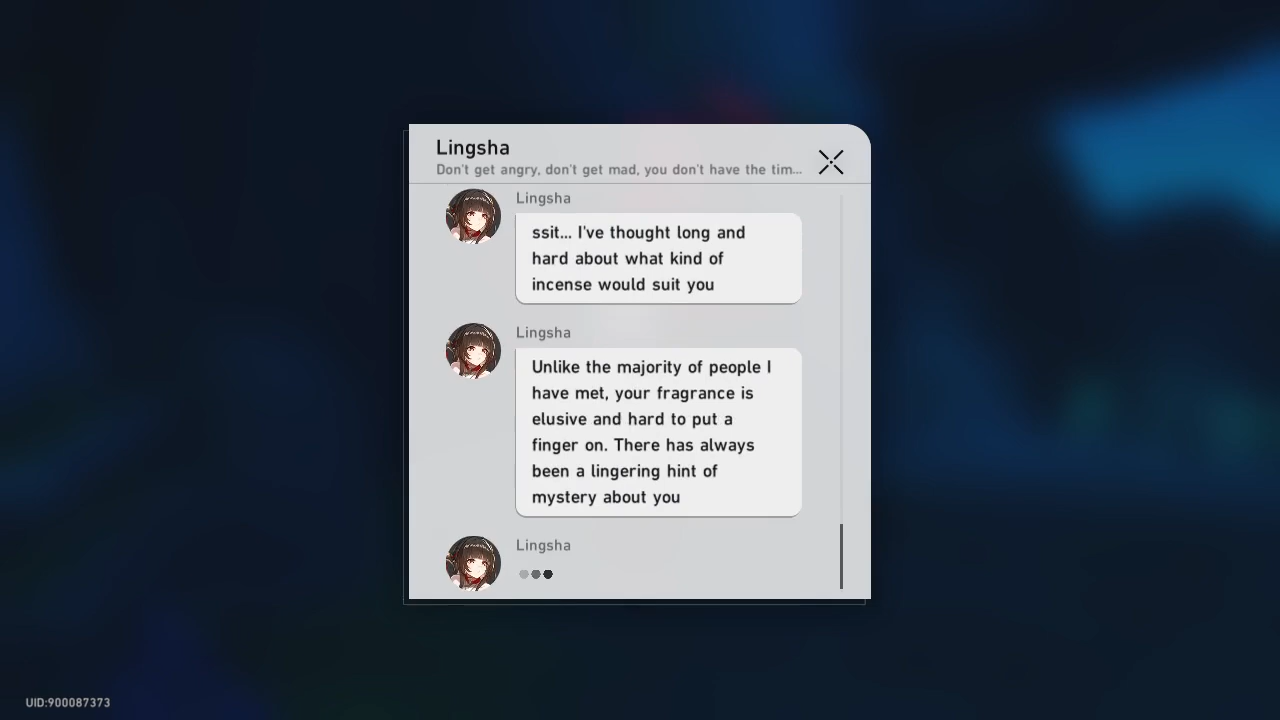 Lingsha
Don't get angry, don't get mad, you don't have the tim...
Lingsha
ssit... I've thought long and
hard about what kind of
incense would suit you
Lingsha
Unlike the majority of people I
have met, your fragrance is
elusive and hard to put a
finger on. There has always
been a lingering hint of
mystery about you
Lingsha
UID:900087373